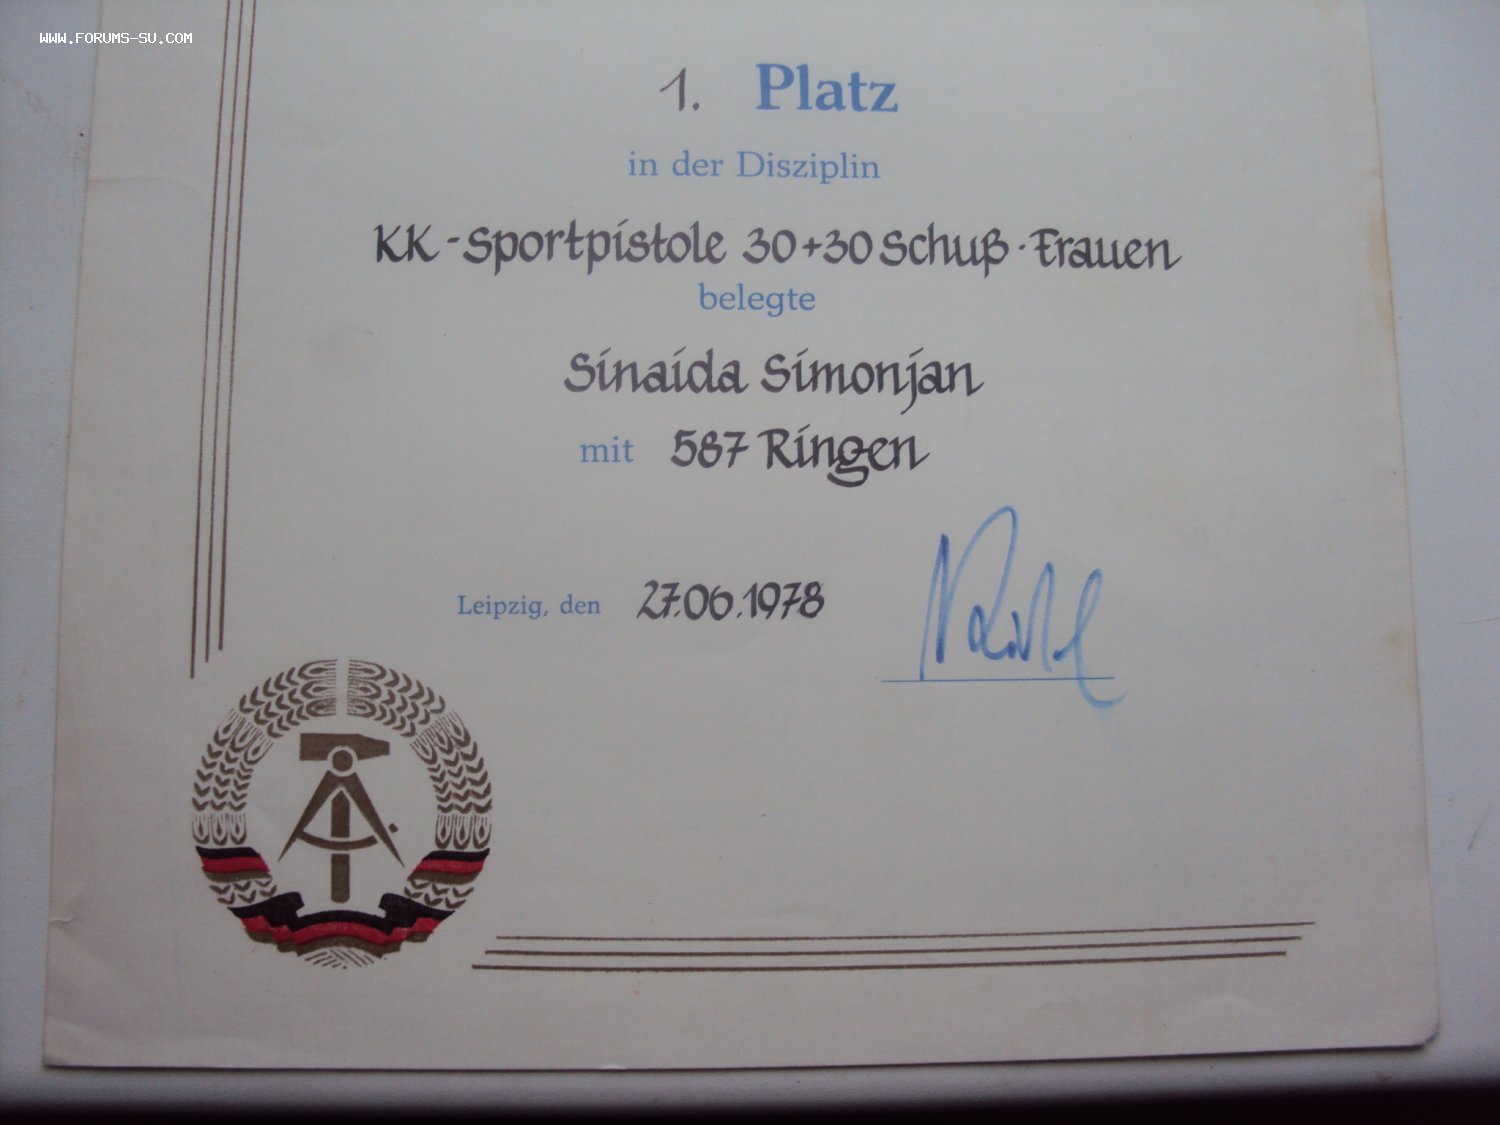 WWW.FORUMS-SU.COM
1. Platz
in der Disziplin
KK-Sportpistole 30+30 Schuß · Frauen
belegte
Sinaida Simonjan
mit 587 Ringen
Leipzig, den 27.06.1978